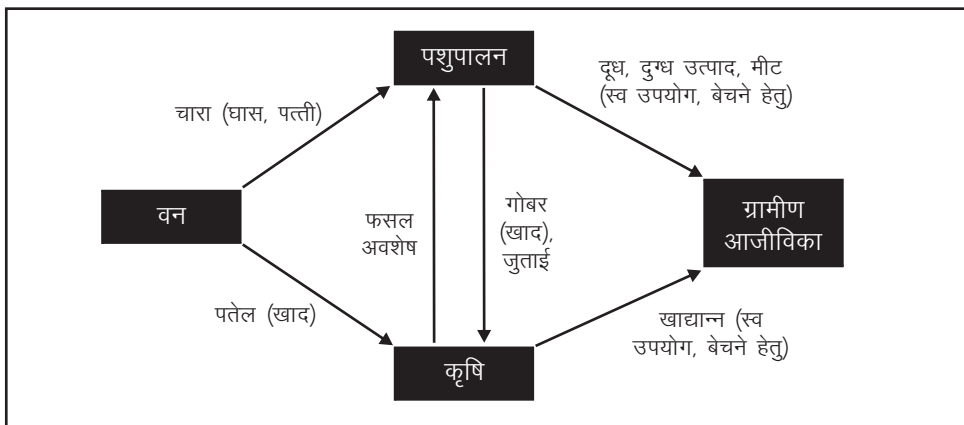 पशुपालन
दूध, दुग्ध उत्पाद, मीट
(स्व उपयोग, बेचने हेतु)
चारा (घास, पत्ती)
वन
फसल
अवशेष
गोबर
(खाद),
जुताई
ग्रामीण
आजीविका
पतेल (खाद)
खाद्यान्न (स्व
उपयोग, बेचने हेतु)
कृषि